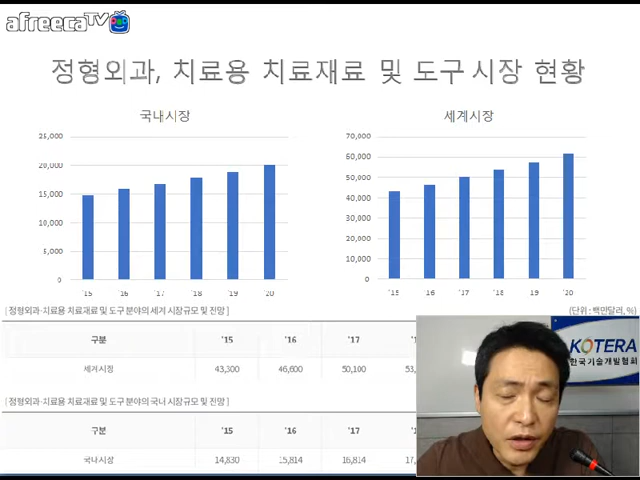 afreecaTV
정형외과, 치료용 치료재료 및 도구 시장 현황
국내시장
세계시장
25,000
20,000
15,000
10,000
5,000
0
'15 '16 '17 '18 '19 '20
70,000
60,000
50,000
40,000
30,000
20,000
10,000
0
'15 '16 '17 '18 '19 '20
[ 정형외과·치료용 치료재료 및 도구 분야의 세계 시장규모 및 전망 ]
(단위 : 백만달러, %)
구분 '15 '16 '17
세계시장 43,300 46,600 50,100 53,
[ 정형외과·치료용 치료재료 및 도구 분야의 국내 시장규모 및 전망 ]
구분 '15 '16 '17
국내시장 14,830 15,814 16,814 17,
KOTERA
한국기술개발협회